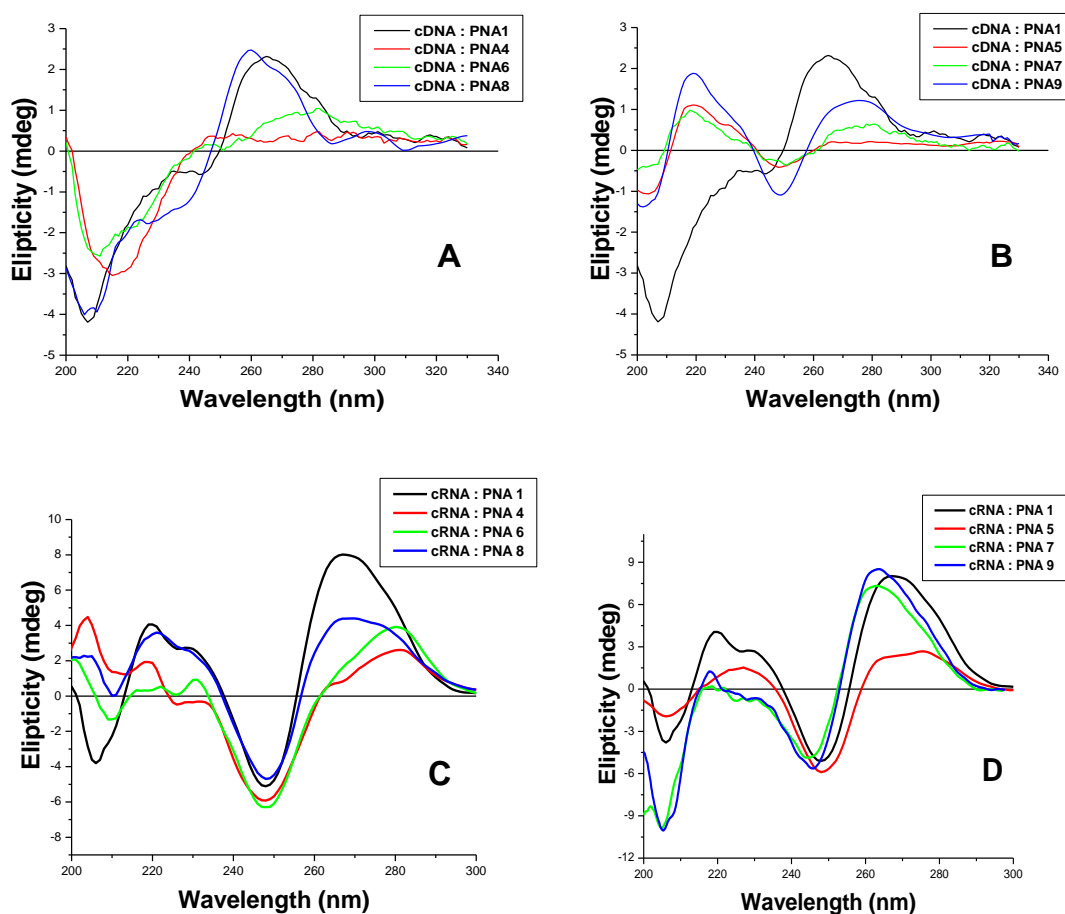 cDNA : PNA1
cDNA : PNA4
cDNA : PNA6
cDNA : PNA8
3
2
1
0
-1
-2
-3
-4
-5
Elipticity (mdeg)
A
200 220 240 260 280 300 320 340
Wavelength (nm)
cDNA : PNA1
cDNA : PNA5
cDNA : PNA7
cDNA : PNA9
3
2
1
0
-1
-2
-3
-4
-5
Elipticity (mdeg)
B
200 220 240 260 280 300 320 340
Wavelength (nm)
cRNA : PNA 1
cRNA : PNA 4
cRNA : PNA 6
cRNA : PNA 8
10
8
6
4
2
0
-2
-4
-6
-8
Elipticity (mdeg)
C
200 220 240 260 280 300
Wavelength (nm)
cRNA : PNA 1
cRNA : PNA 5
cRNA : PNA 7
cRNA : PNA 9
9
6
3
0
-3
-6
-9
-12
Elipticity (mdeg)
D
200 220 240 260 280 300
Wavelength (nm)